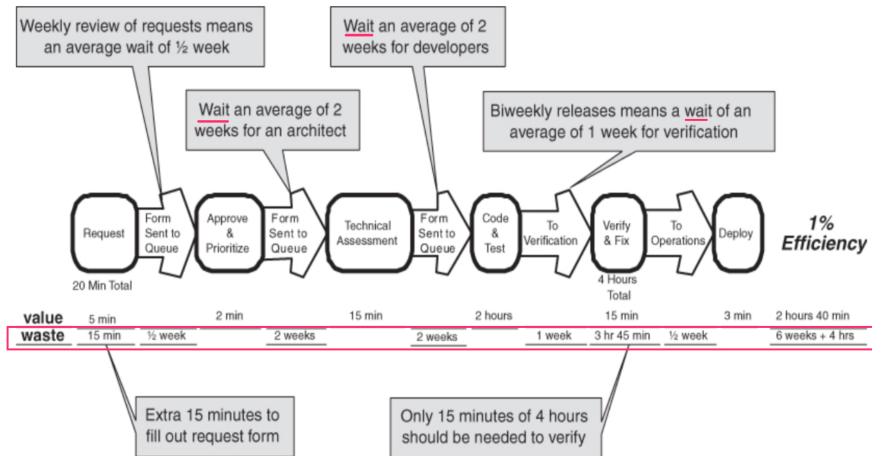 Weekly review of requests means
an average wait of ½ week
Wait an average of 2
weeks for developers
Wait an average of 2
weeks for an architect
Biweekly releases means a wait of an
average of 1 week for verification
Request
Form
Sent to
Queue
Approve
&
Prioritize
Form
Sent to
Queue
Technical
Assessment
Form
Sent to
Queue
Code
&
Test
To
Verification
Verify
& Fix
To
Operations
Deploy
1%
Efficiency
20 Min Total
4 Hours
Total
value 5 min 2 min 15 min 2 hours 15 min 3 min 2 hours 40 min
waste 15 min ½ week 2 weeks 2 weeks 1 week 3 hr 45 min ½ week 6 weeks + 4 hrs
Extra 15 minutes to
fill out request form
Only 15 minutes of 4 hours
should be needed to verify